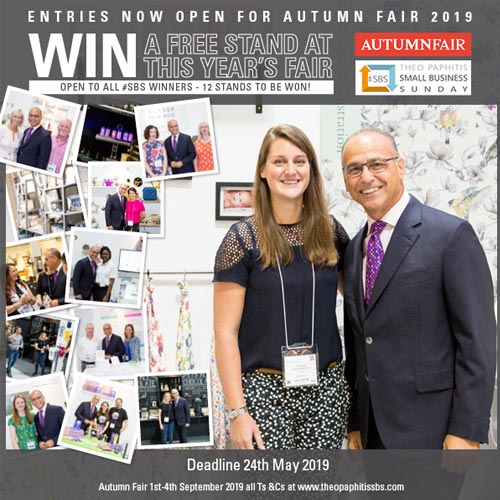 ENTRIES NOW OPEN FOR AUTUMN FAIR 2019
WIN A FREE STAND AT
THIS YEAR'S FAIR
OPEN TO ALL #SBS WINNERS - 12 STANDS TO BE WON!
AUTUMNFAIR
#SBS
THEO PAPHITIS
SMALL BUSINESS
SUNDAY
Deadline 24th May 2019
Autumn Fair 1st-4th September 2019 all Ts &Cs at www.theopaphitissbs.com